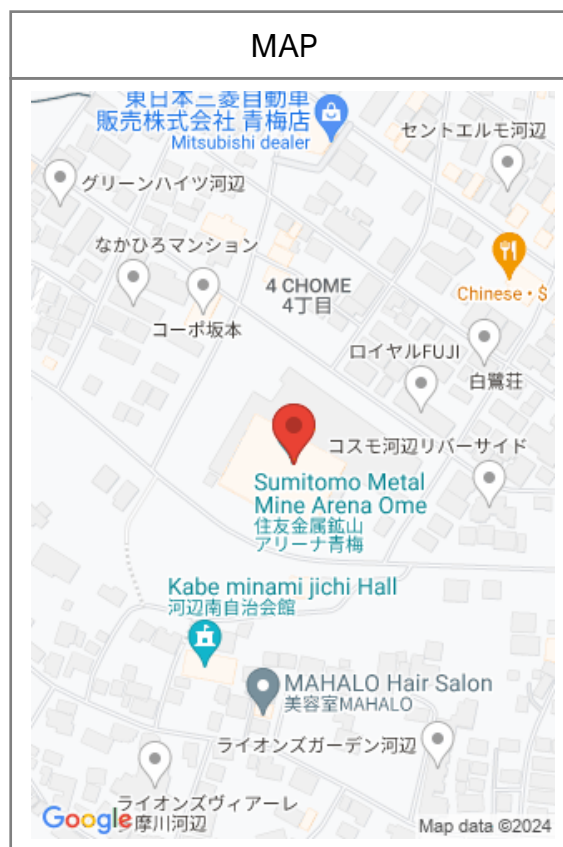 MAP
東日本三菱自動車
販売株式会社 青梅店
Mitsubishi dealer
セントエルモ河辺
グリーンハイツ河辺
なかひろマンション
4 CHOME
4丁目
Chinese・$
コーポ坂本
ロイヤルFUJI
白鷺荘
コスモ河辺リバーサイド
Sumitomo Metal
Mine Arena Ome
住友金属鉱山
アリーナ青梅
Kabe minami jichi Hall
河辺南自治会館
MAHALO Hair Salon
美容室MAHALO
ライオンズガーデン河辺
ライオンズヴィアーレ
多摩川河辺
Google
Map data ©2024